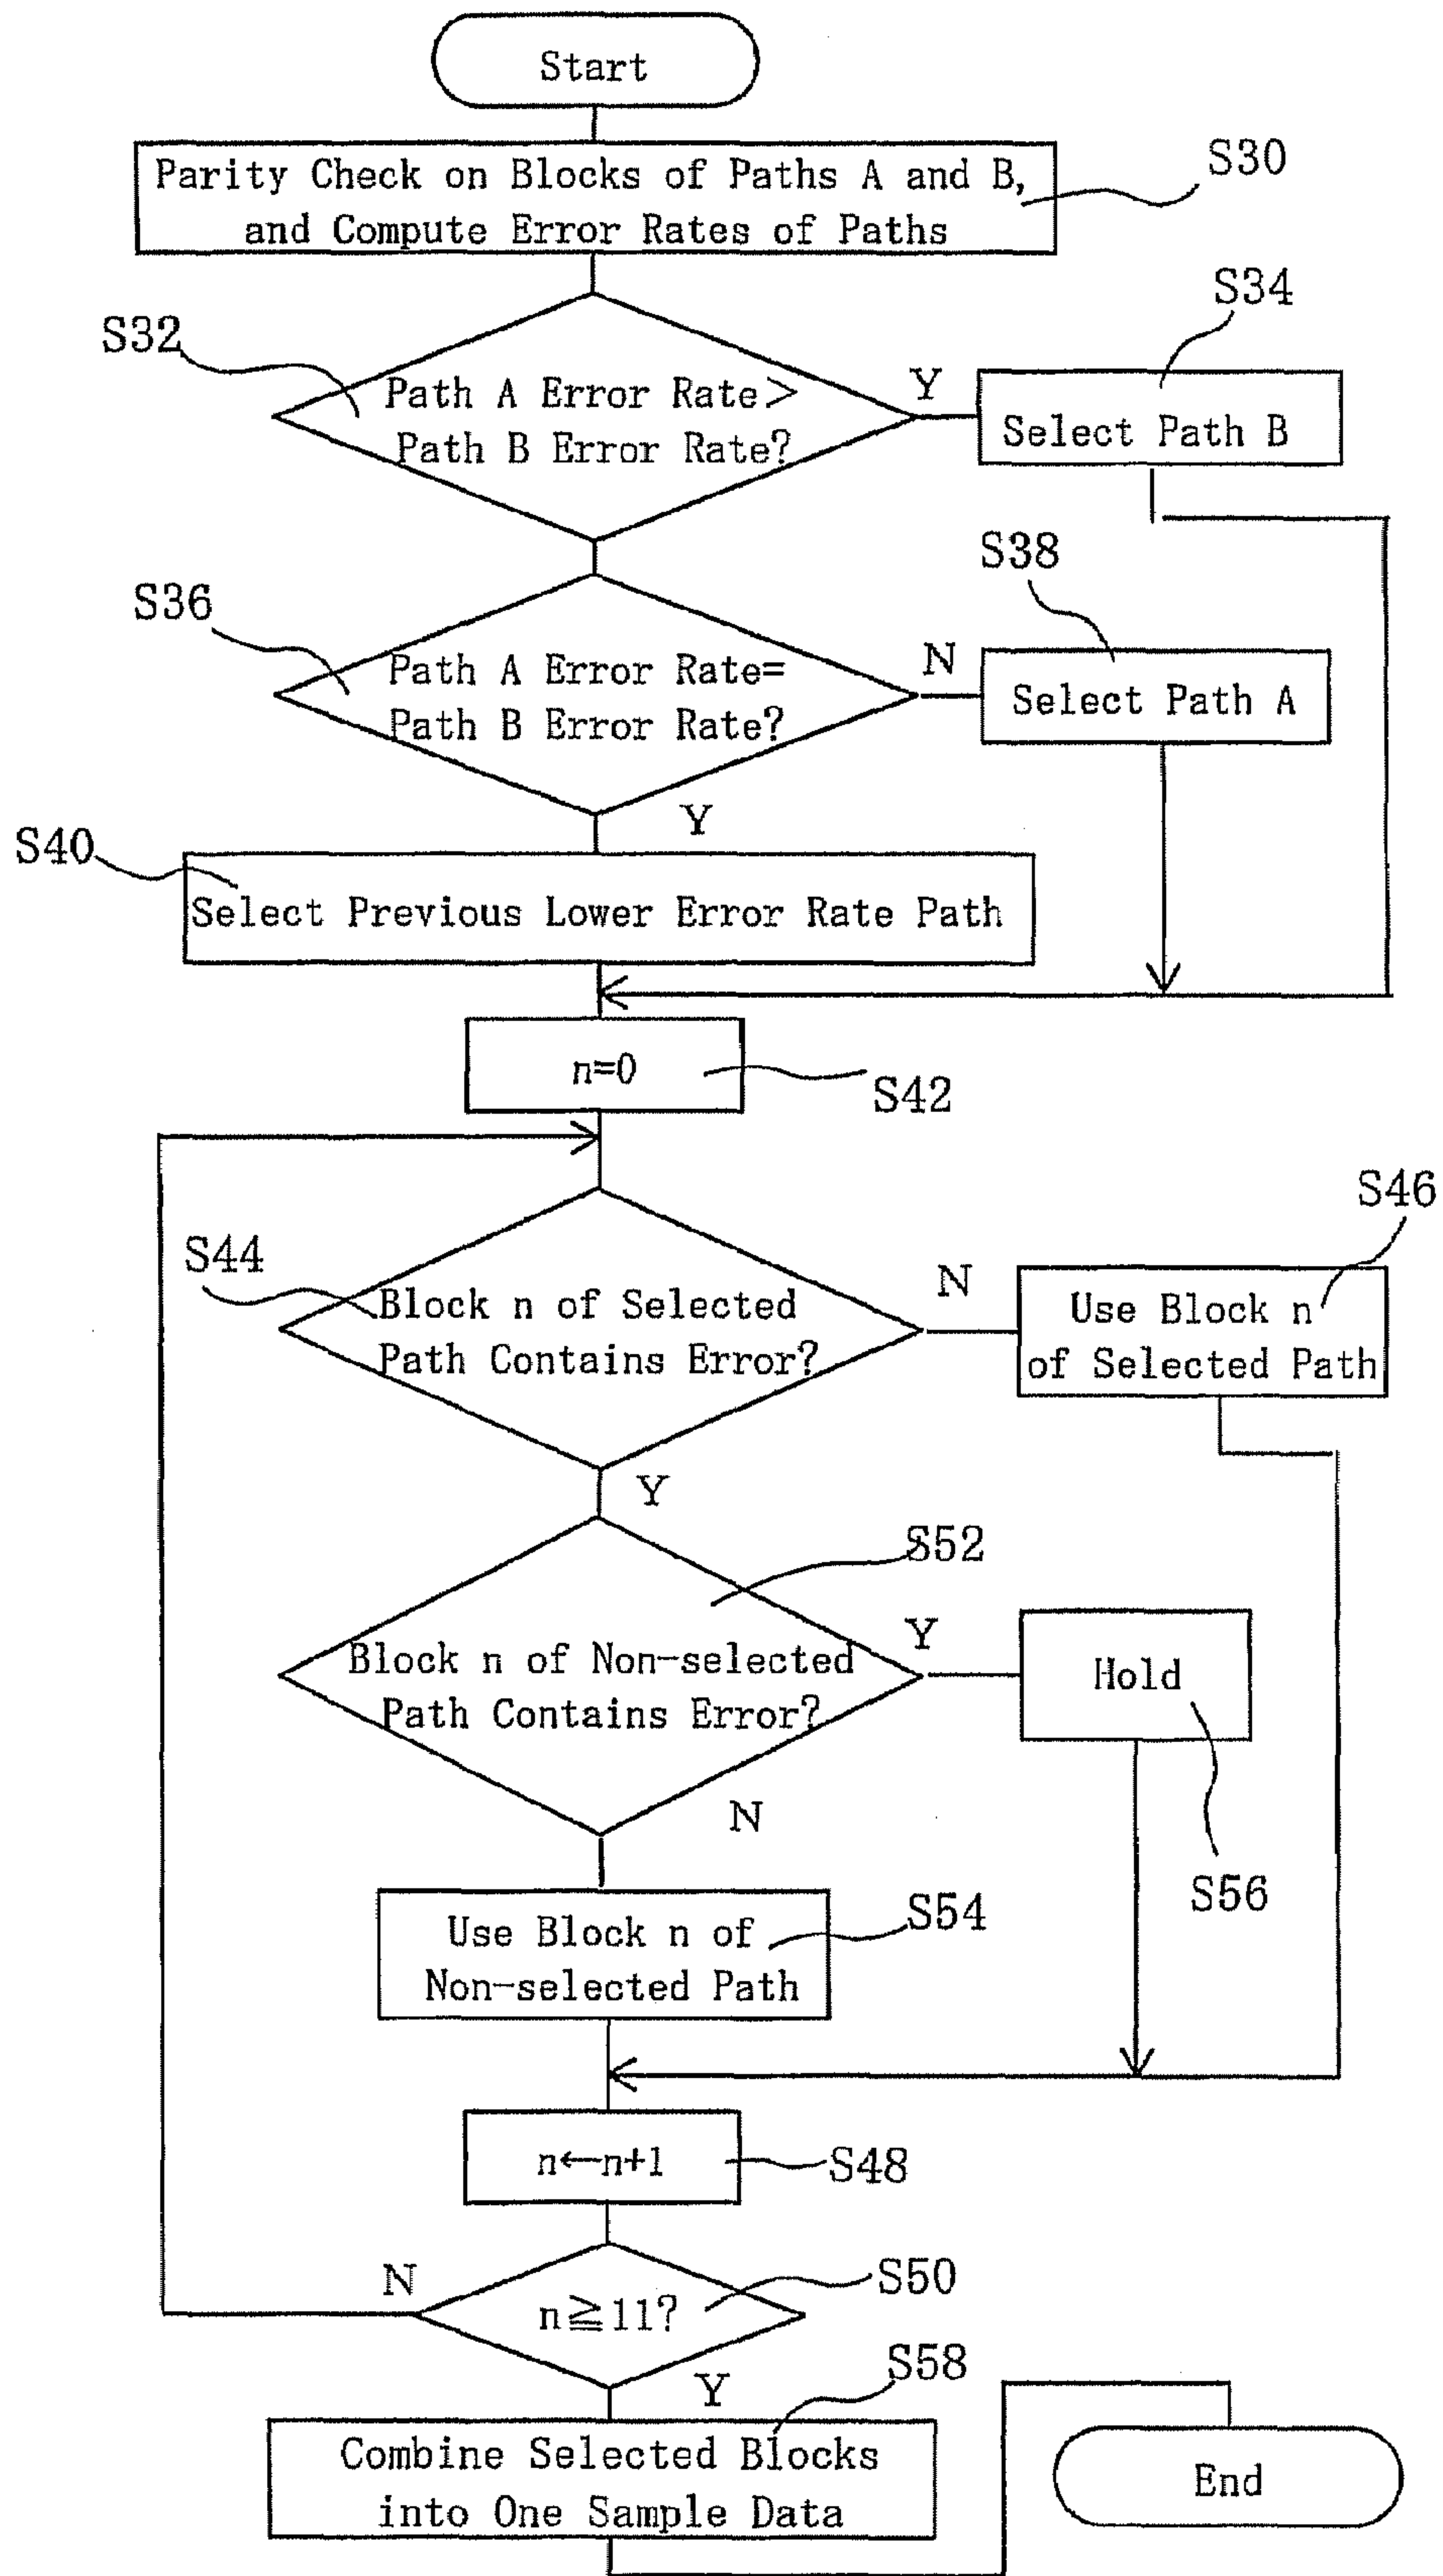 Start
Parity Check on Blocks of Paths A and B,
and Compute Error Rates of Paths
S30
S32
Path A Error Rate>
Path B Error Rate?
Y
S34
Select Path B
S36
Path A Error Rate=
Path B Error Rate?
N
S38
Select Path A
Y
S40
Select Previous Lower Error Rate Path
n=0
S42
S44
Block n of Selected
Path Contains Error?
N
S46
Use Block n
of Selected Path
Y
S52
Block n of Non-selected
Path Contains Error?
Y
Hold
S56
N
Use Block n of
Non-selected Path
S54
n←n+1
S48
N
n≧11?
S50
Y
S58
Combine Selected Blocks
into One Sample Data
End